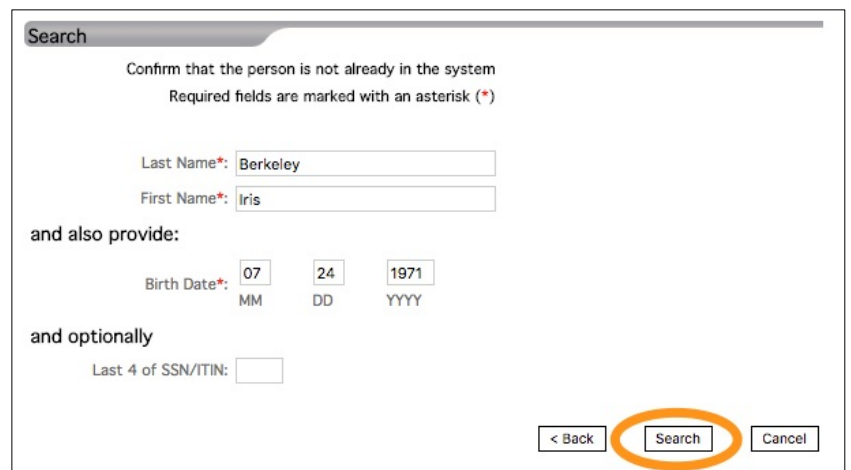 Search
Confirm that the person is not already in the system
Required fields are marked with an asterisk (*)
Last Name*: Berkeley
First Name*: Iris
and also provide:
Birth Date*: 07 24 1971
MM DD YYYY
and optionally
Last 4 of SSN/ITIN:
< Back Search Cancel